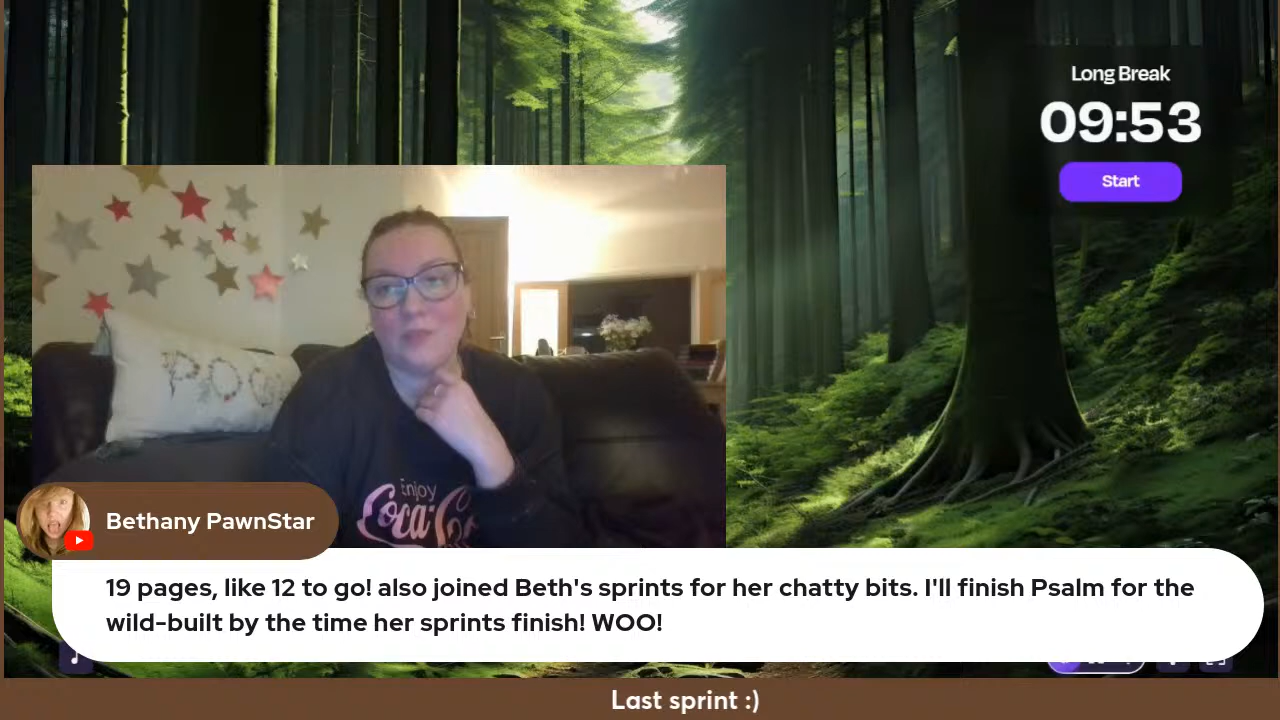 Long Break
09:53
Start
Enjoy
Coca
Bethany PawnStar
19 pages, like 12 to go! also joined Beth's sprints for her chatty bits. I'll finish Psalm for the
wild-built by the time her sprints finish! WOO!
Last sprint :)